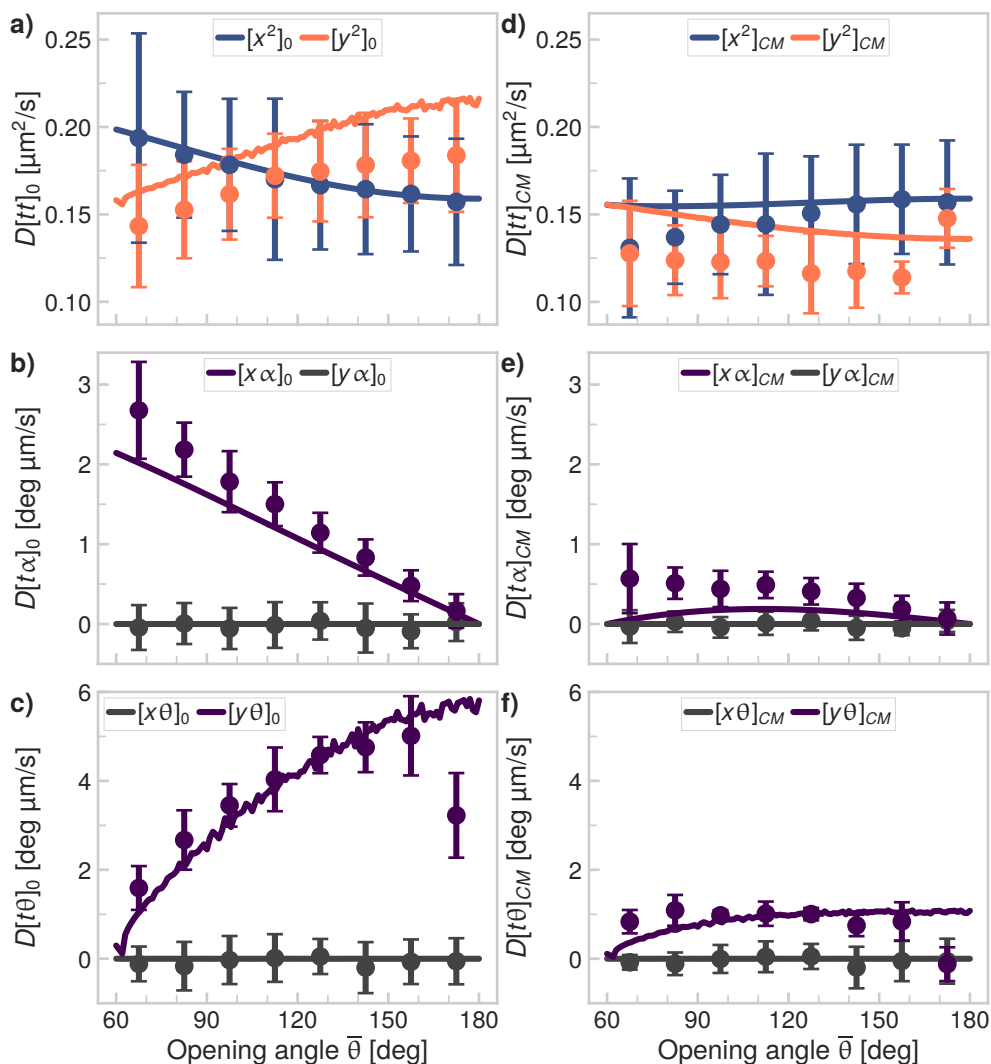 a)
[x²]₀ [y²]₀
D[tt]₀ [µm²/s]
0.25
0.20
0.15
0.10
b)
[xα]₀ [yα]₀
D[tα]₀ [deg µm/s]
3
2
1
0
c)
[xθ]₀ [yθ]₀
D[tθ]₀ [deg µm/s]
6
4
2
0
60 90 120 150 180
Opening angle θ̅ [deg]
d)
[x²]CM [y²]CM
D[tt]CM [µm²/s]
0.25
0.20
0.15
0.10
e)
[xα]CM [yα]CM
D[tα]CM [deg µm/s]
3
2
1
0
f)
[xθ]CM [yθ]CM
D[tθ]CM [deg µm/s]
6
4
2
0
60 90 120 150 180
Opening angle θ̅ [deg]